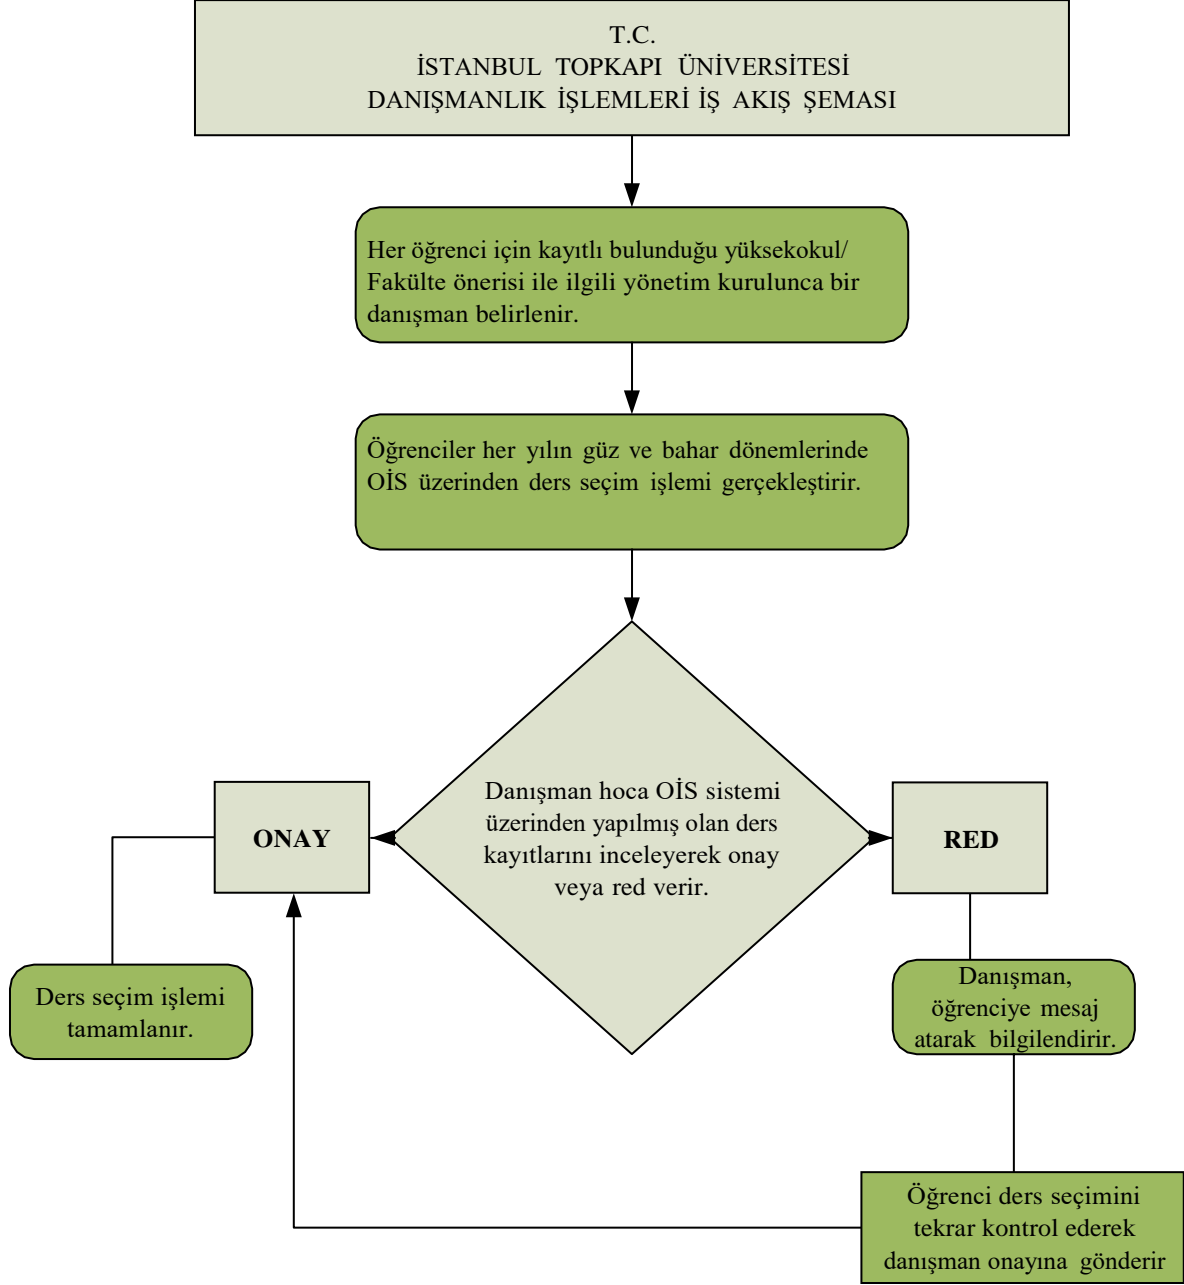 T.C.
İSTANBUL TOPKAPI ÜNİVERSİTESİ
DANIŞMANLIK İŞLEMLERİ İŞ AKIŞ ŞEMASI
Her öğrenci için kayıtlı bulunduğu yüksekokul/
Fakülte önerisi ile ilgili yönetim kurulunca bir
danışman belirlenir.
Öğrenciler her yılın güz ve bahar dönemlerinde
OİS üzerinden ders seçim işlemi gerçekleştirir.
Danışman hoca OİS sistemi
üzerinden yapılmış olan ders
kayıtlarını inceleyerek onay
veya red verir.
ONAY
RED
Ders seçim işlemi
tamamlanır.
Danışman,
öğrenciye mesaj
atarak bilgilendirir.
Öğrenci ders seçimini
tekrar kontrol ederek
danışman onayına gönderir